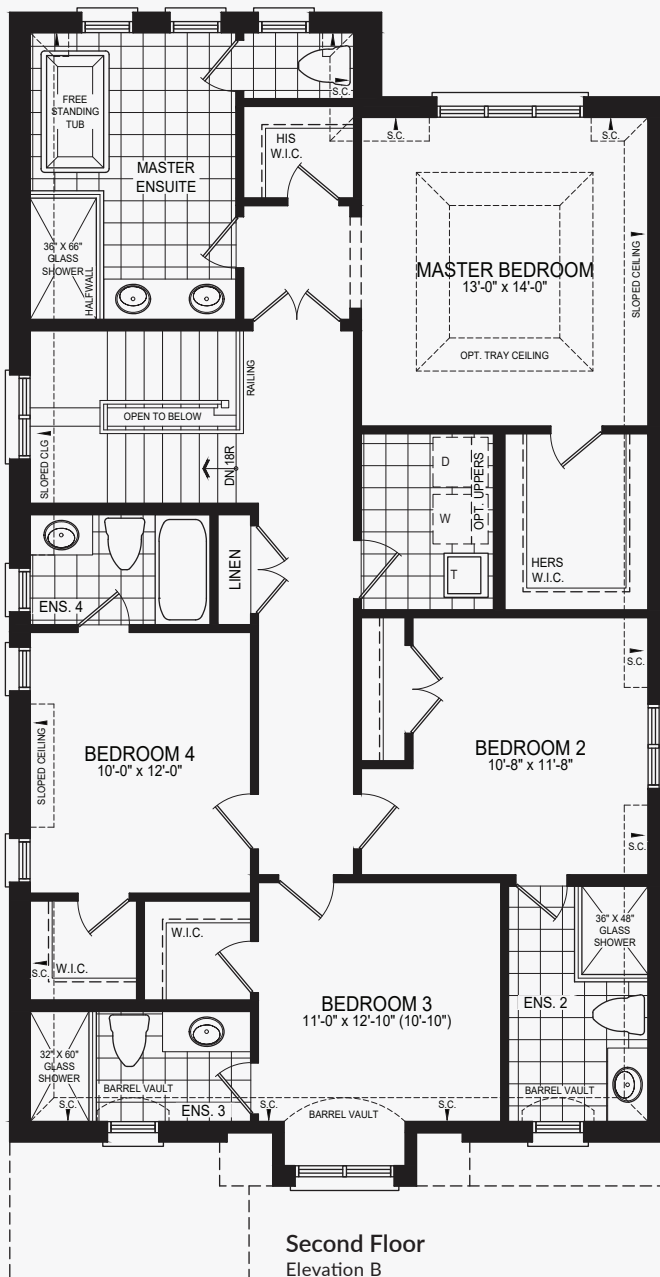 S.C.
FREE
STANDING
TUB
MASTER
ENSUITE
HIS
W.I.C.
S.C.
S.C.
36" X 66"
GLASS
SHOWER
HALFWALL
MASTER BEDROOM
13'-0" x 14'-0"
OPT. TRAY CEILING
SLOPED CEILING
RAILING
OPEN TO BELOW
SLOPED CLG
DN 18R
D
W
OPT. UPPERS
T
HERS
W.I.C.
LINEN
ENS. 4
S.C.
BEDROOM 4
10'-0" x 12'-0"
SLOPED CEILING
BEDROOM 2
10'-8" x 11'-8"
S.C.
S.C.
W.I.C.
W.I.C.
BEDROOM 3
11'-0" x 12'-10" (10'-10")
36" X 48"
GLASS
SHOWER
ENS. 2
32" X 60"
GLASS
SHOWER
BARREL VAULT
S.C.
ENS. 3
S.C.
BARREL VAULT
S.C.
BARREL VAULT
Second Floor
Elevation B